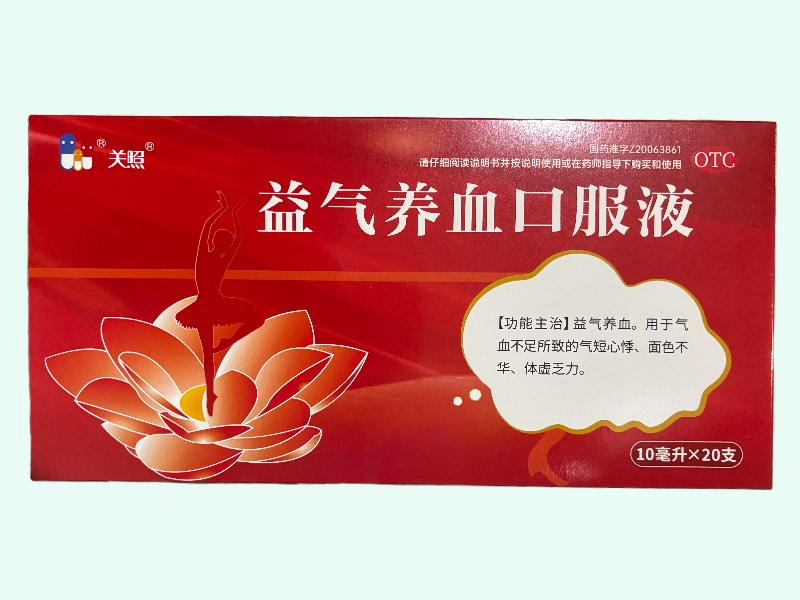 关照
国药准字Z20063861
请仔细阅读说明书并按说明使用或在药师指导下购买和使用
OTC
益气养血口服液
【功能主治】益气养血。用于气
血不足所致的气短心悸、面色不
华、体虚乏力。
10毫升×20支